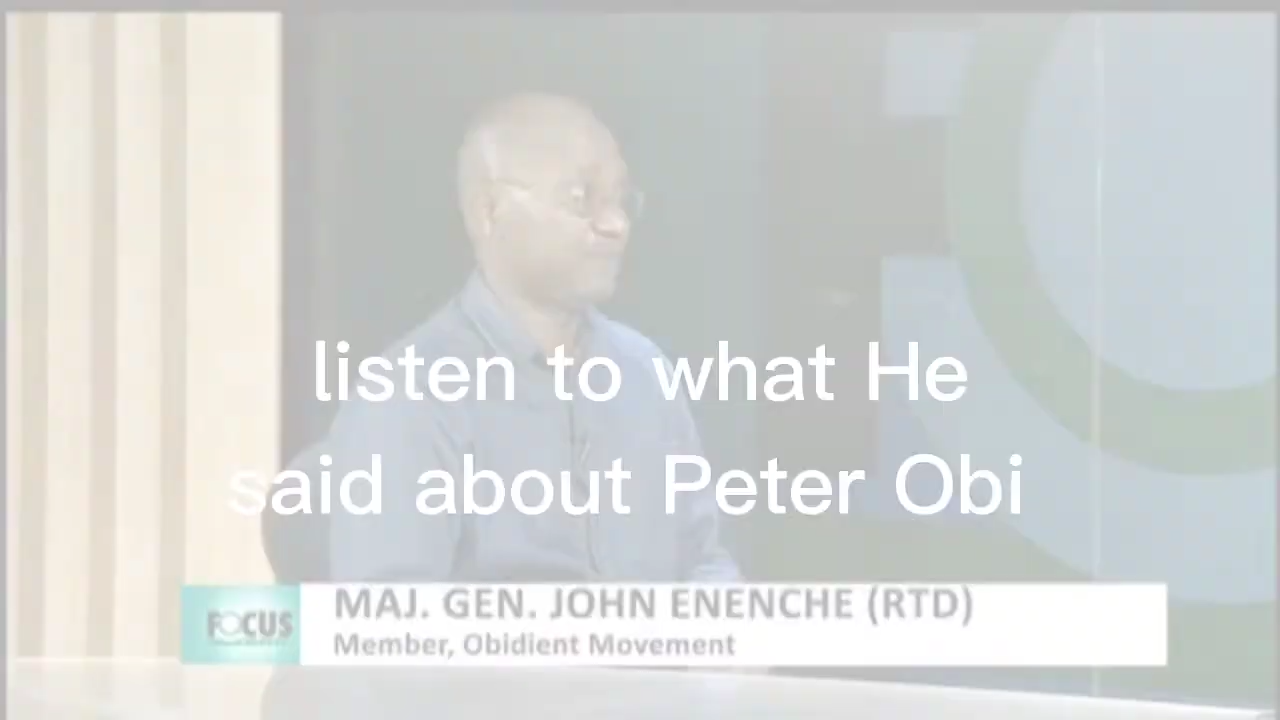 listen to what He
said about Peter Obi
FOCUS
MAJ. GEN. JOHN ENENCHE (RTD)
Member, Obidient Movement